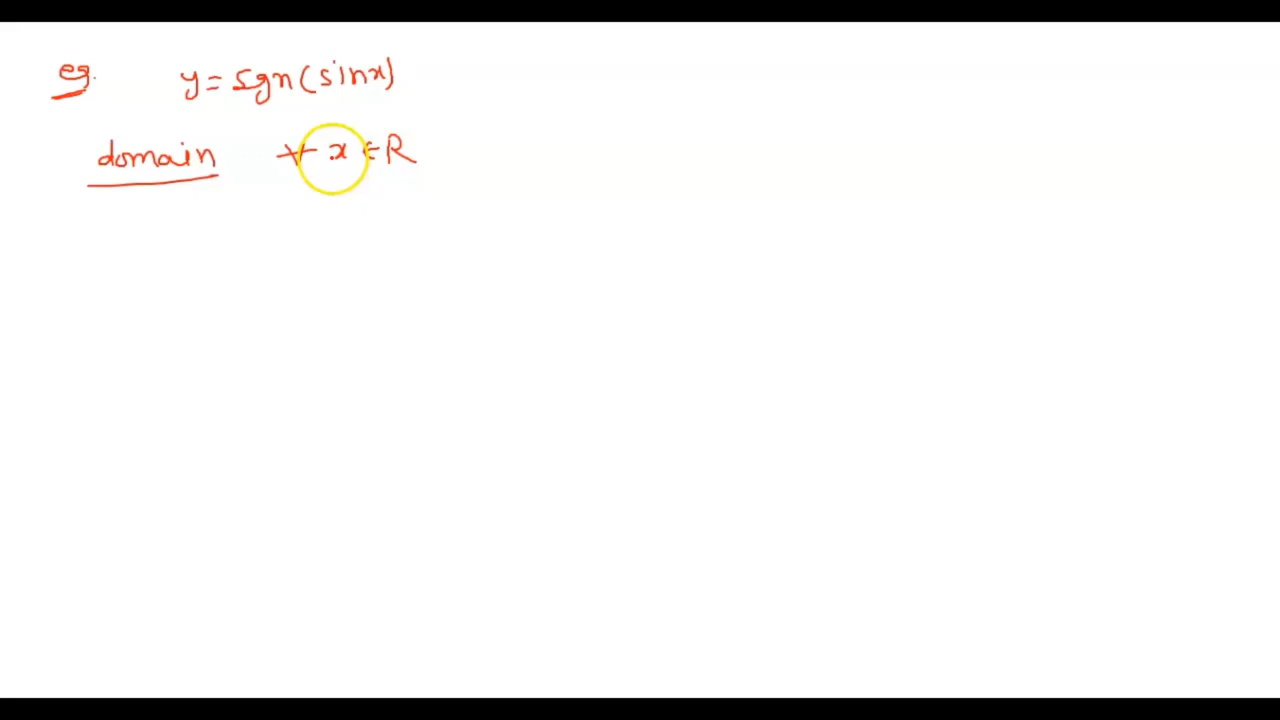 eg. y = sgn(sinx)
domain ∀ x ∈ R